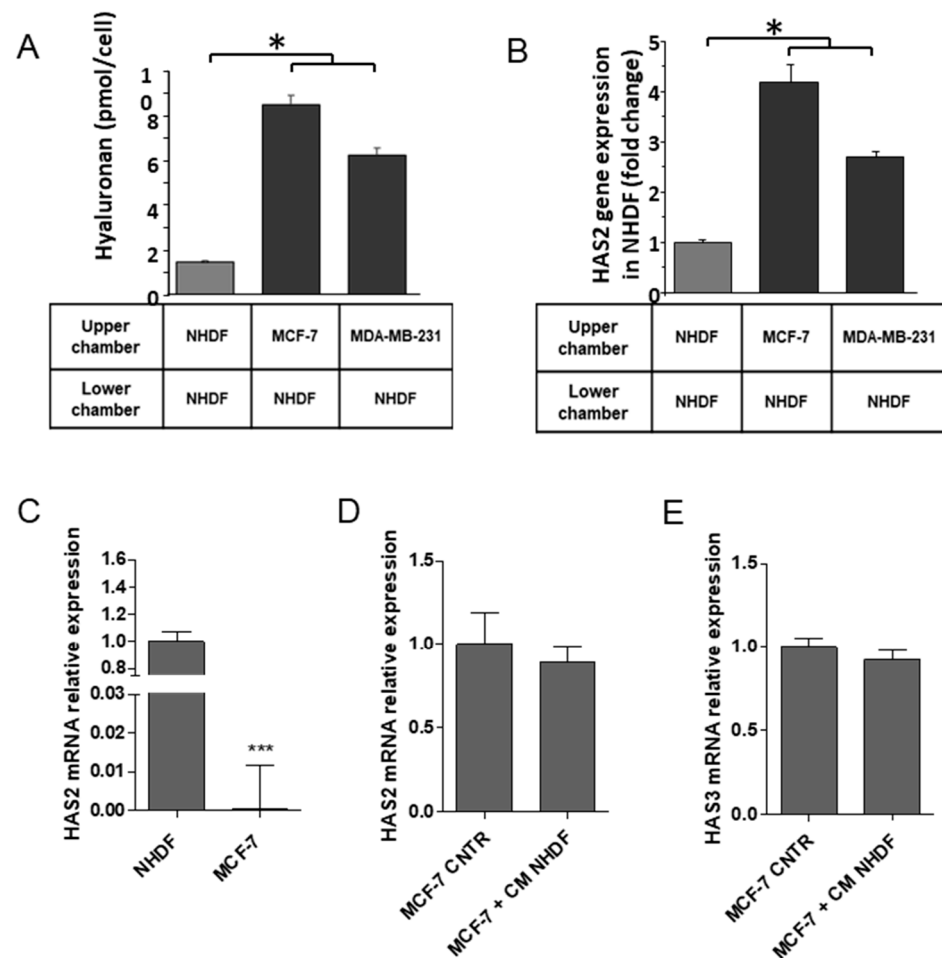 A
*
Hyaluronan (pmol/cell)
1
0
8
6
4
2
0
Upper chamber NHDF MCF-7 MDA-MB-231
Lower chamber NHDF NHDF NHDF
B
*
HAS2 gene expression
in NHDF (fold change)
5
4
3
2
1
0
Upper chamber NHDF MCF-7 MDA-MB-231
Lower chamber NHDF NHDF NHDF
C
HAS2 mRNA relative expression
1.6
1.4
1.2
1.0
0.8
0.03
0.02
0.01
0.00
***
NHDF
MCF-7
D
HAS2 mRNA relative expression
1.5
1.0
0.5
0.0
MCF-7 CNTR
MCF-7 + CM NHDF
E
HAS3 mRNA relative expression
1.5
1.0
0.5
0.0
MCF-7 CNTR
MCF-7 + CM NHDF